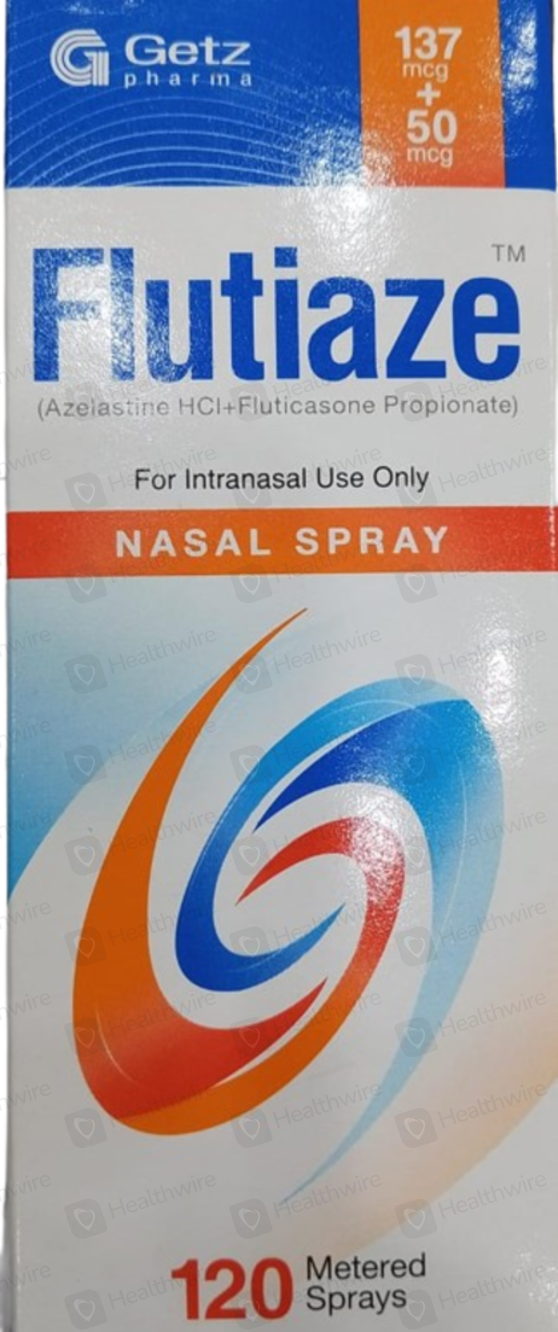 Getz
pharma
137
mcg
+
50
mcg
Flutiaze™
(Azelastine HCl+Fluticasone Propionate)
For Intranasal Use Only
NASAL SPRAY
120 Metered
Sprays
Healthwire